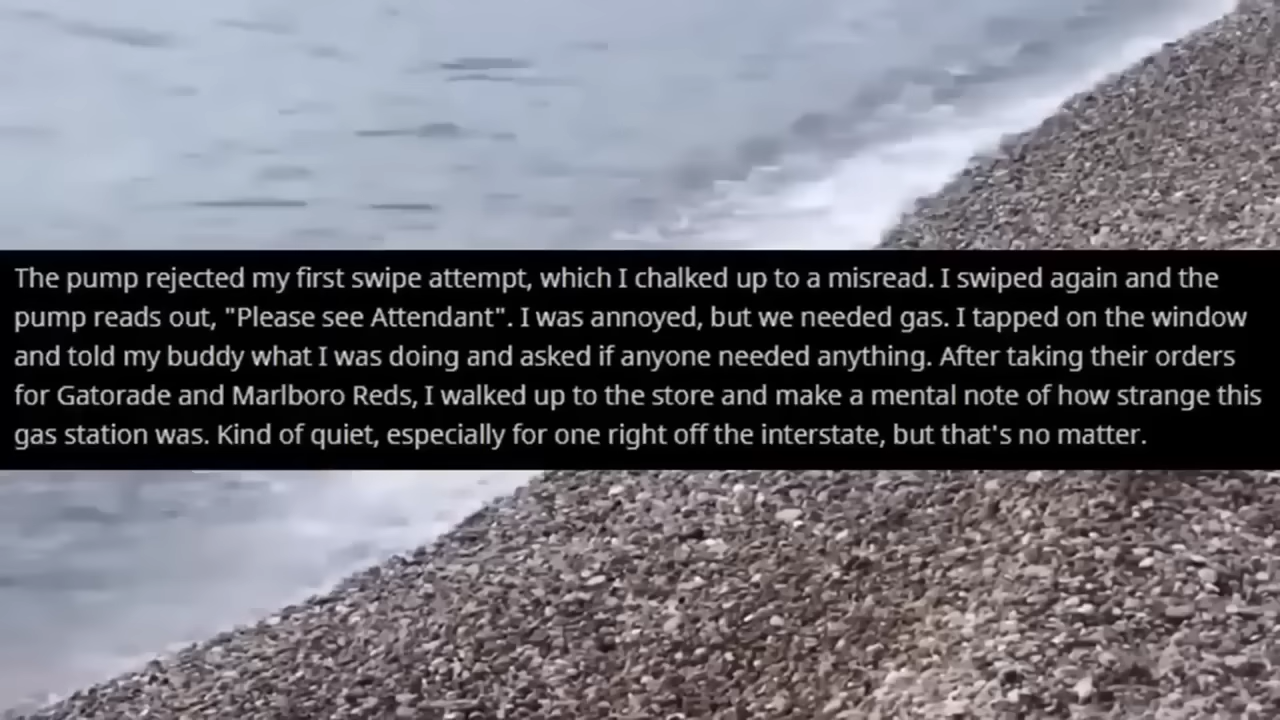 The pump rejected my first swipe attempt, which I chalked up to a misread. I swiped again and the
pump reads out, "Please see Attendant". I was annoyed, but we needed gas. I tapped on the window
and told my buddy what I was doing and asked if anyone needed anything. After taking their orders
for Gatorade and Marlboro Reds, I walked up to the store and make a mental note of how strange this
gas station was. Kind of quiet, especially for one right off the interstate, but that's no matter.